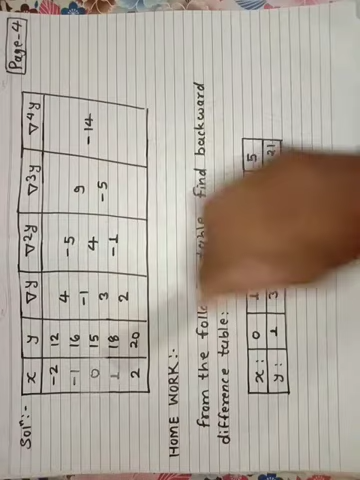 Page-4
Solⁿ:-
x y ∇y ∇2y ∇3y ∇4y
-2 12
4
-1 16 -5
-1 9
0 15 4 -14
3 -5
1 18 -1
2
2 20
HOME WORK:-
from the table find backward
difference table:
x: 0 5
y: 1 3 21